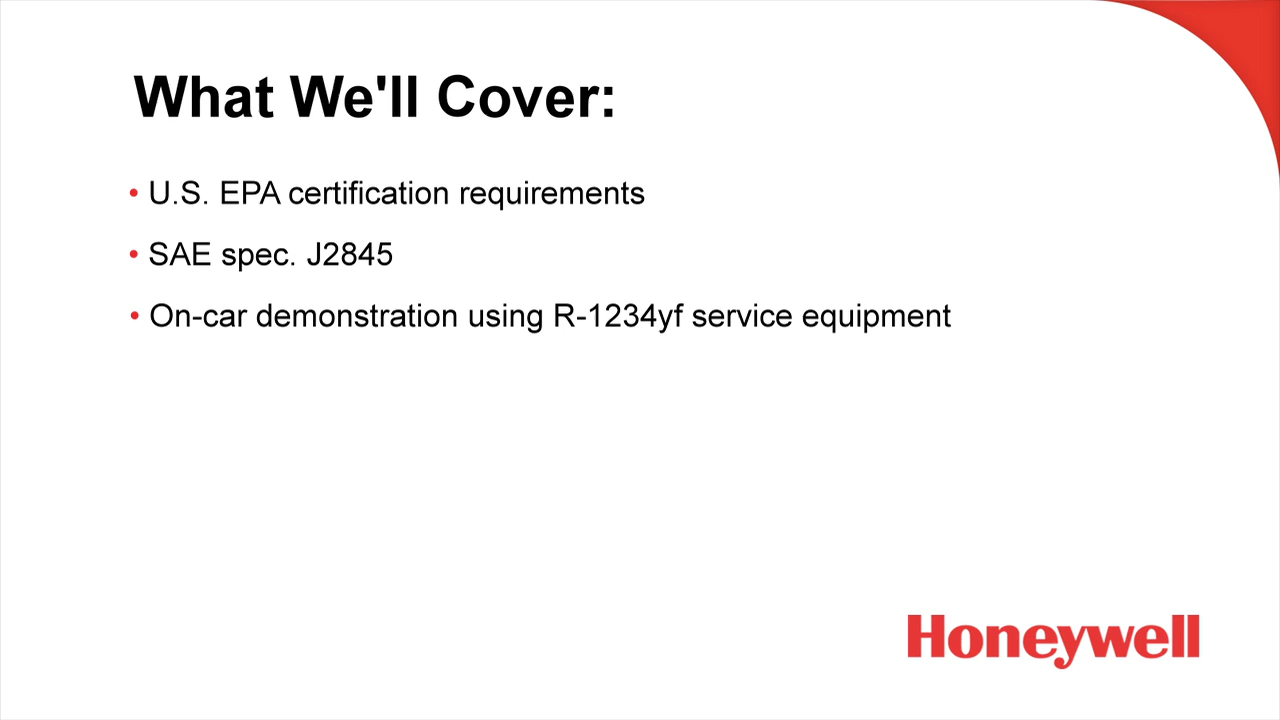 What We'll Cover:
• U.S. EPA certification requirements
• SAE spec. J2845
• On-car demonstration using R-1234yf service equipment
Honeywell